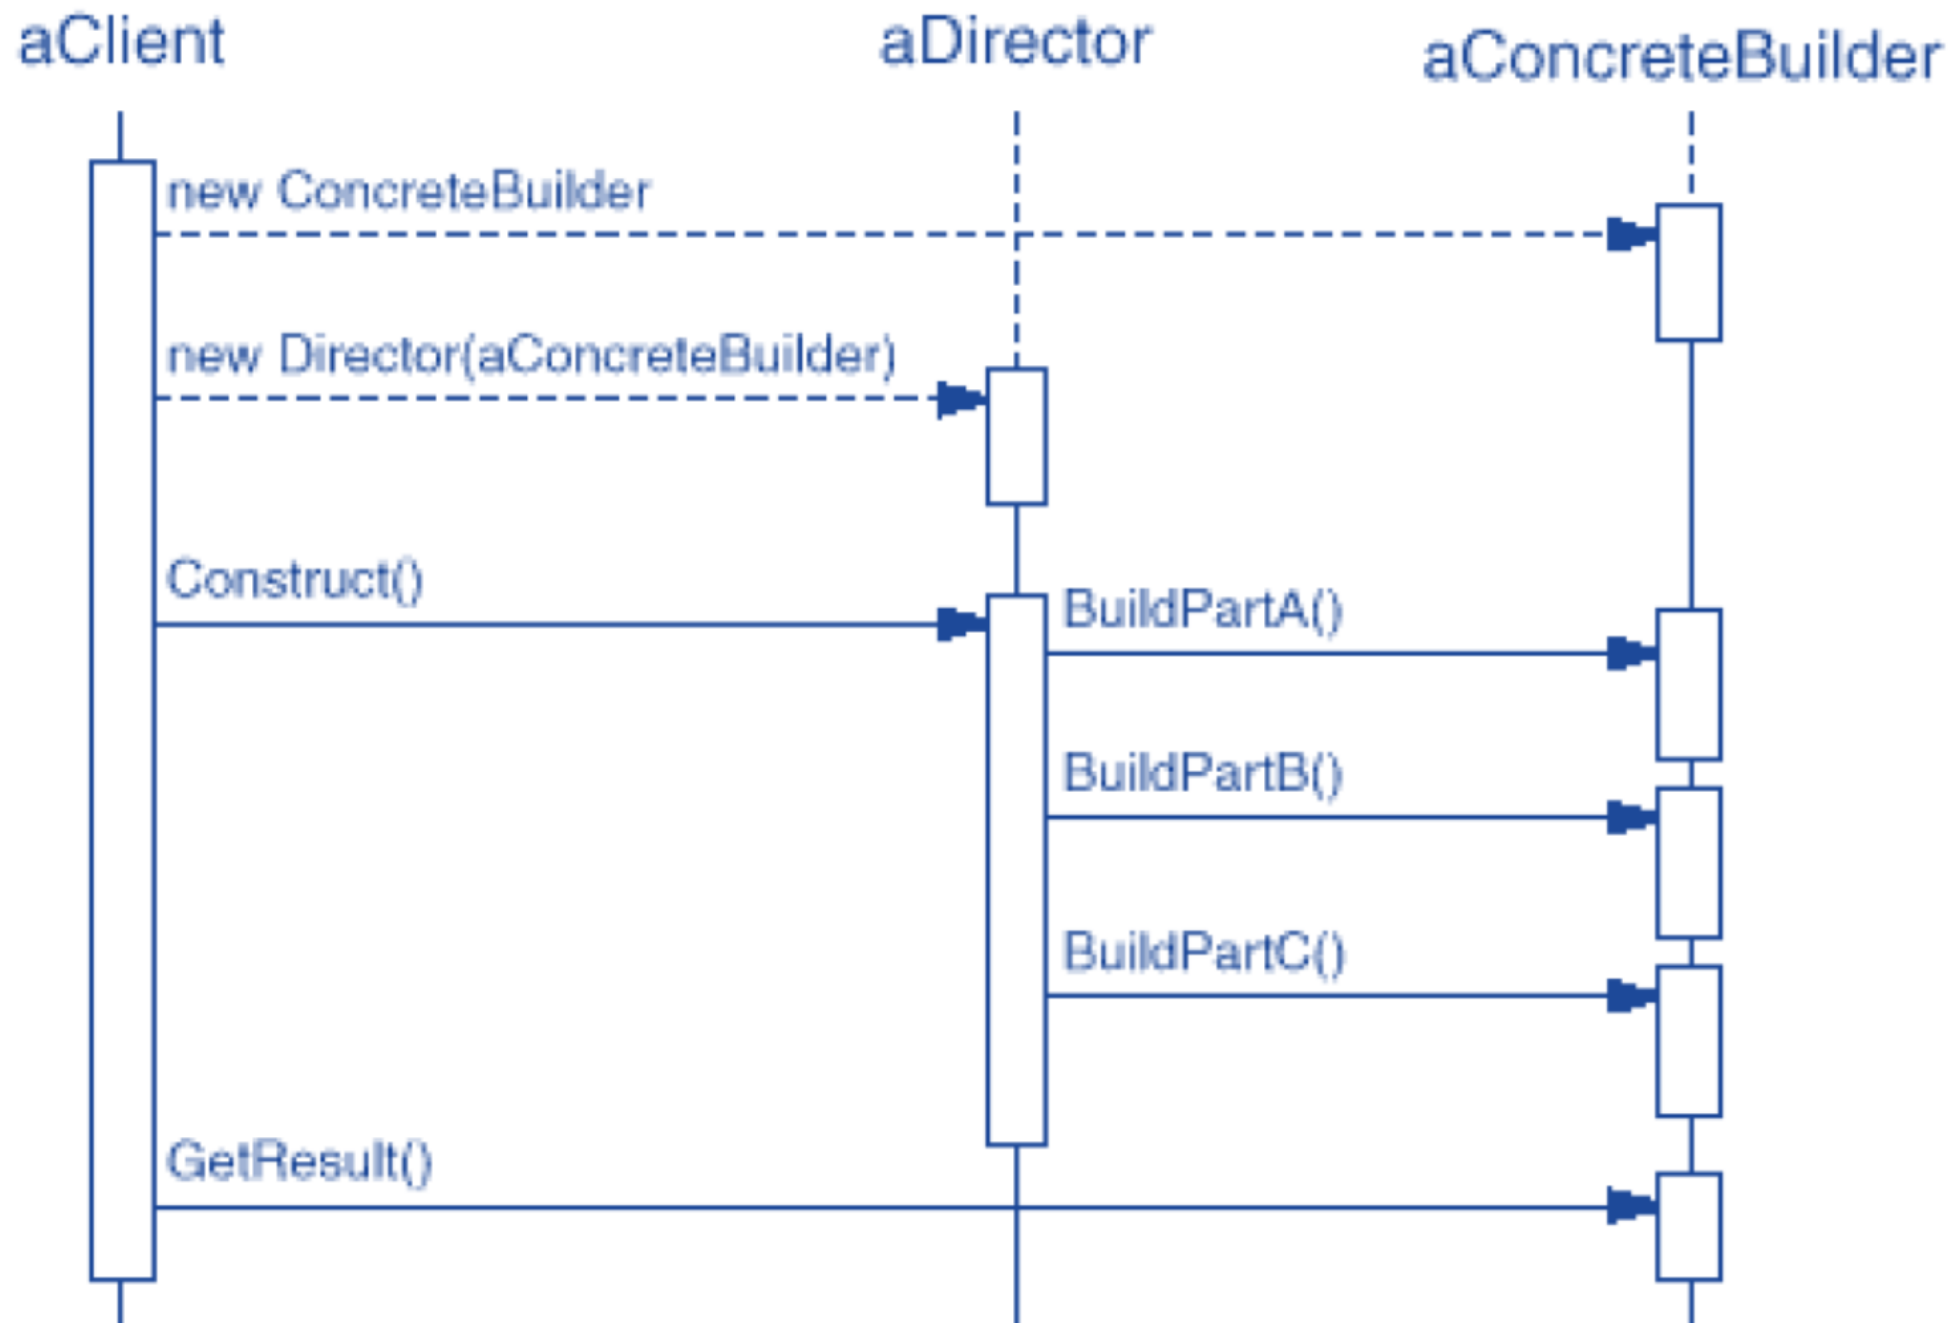 aClient
aDirector
aConcreteBuilder
new ConcreteBuilder
new Director(aConcreteBuilder)
Construct()
BuildPartA()
BuildPartB()
BuildPartC()
GetResult()